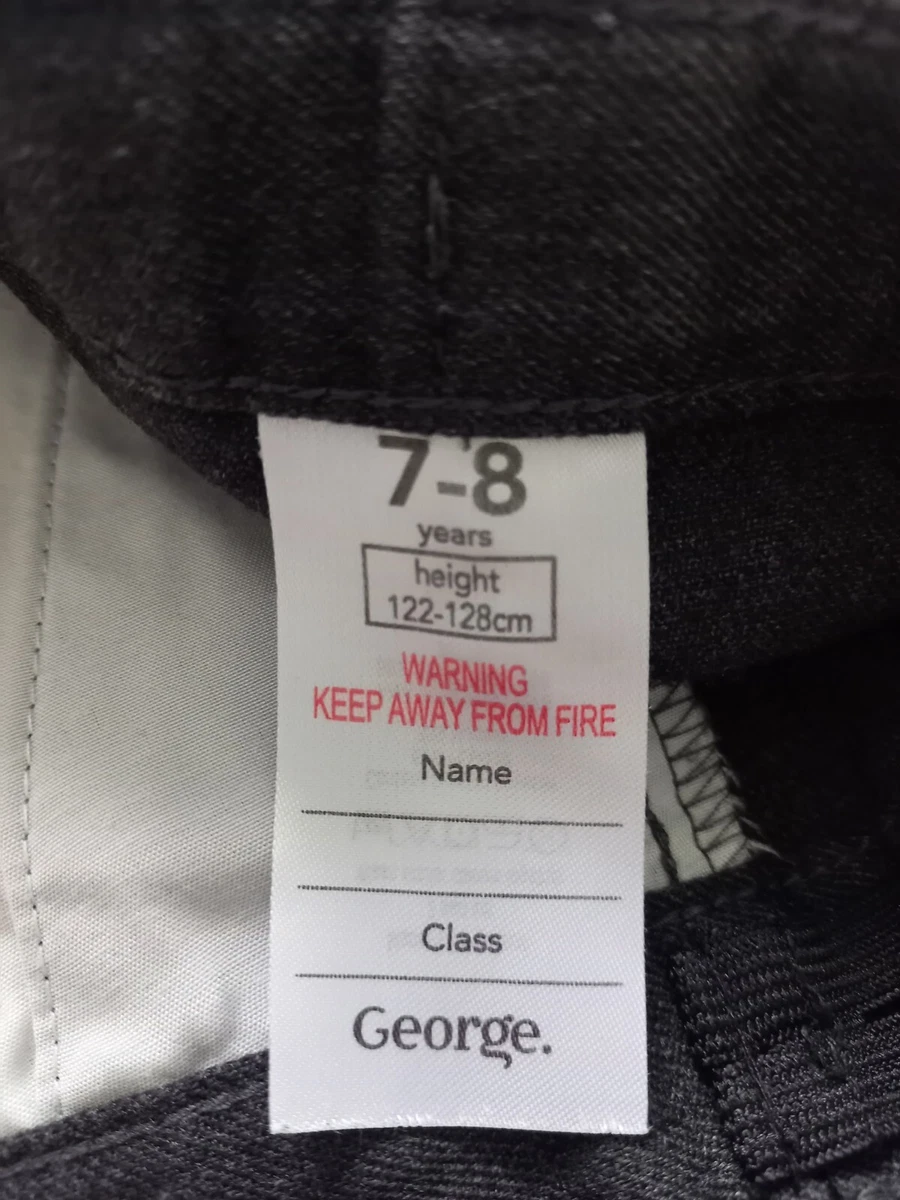 7-8
years
height
122-128cm
WARNING
KEEP AWAY FROM FIRE
Name
Class
George.